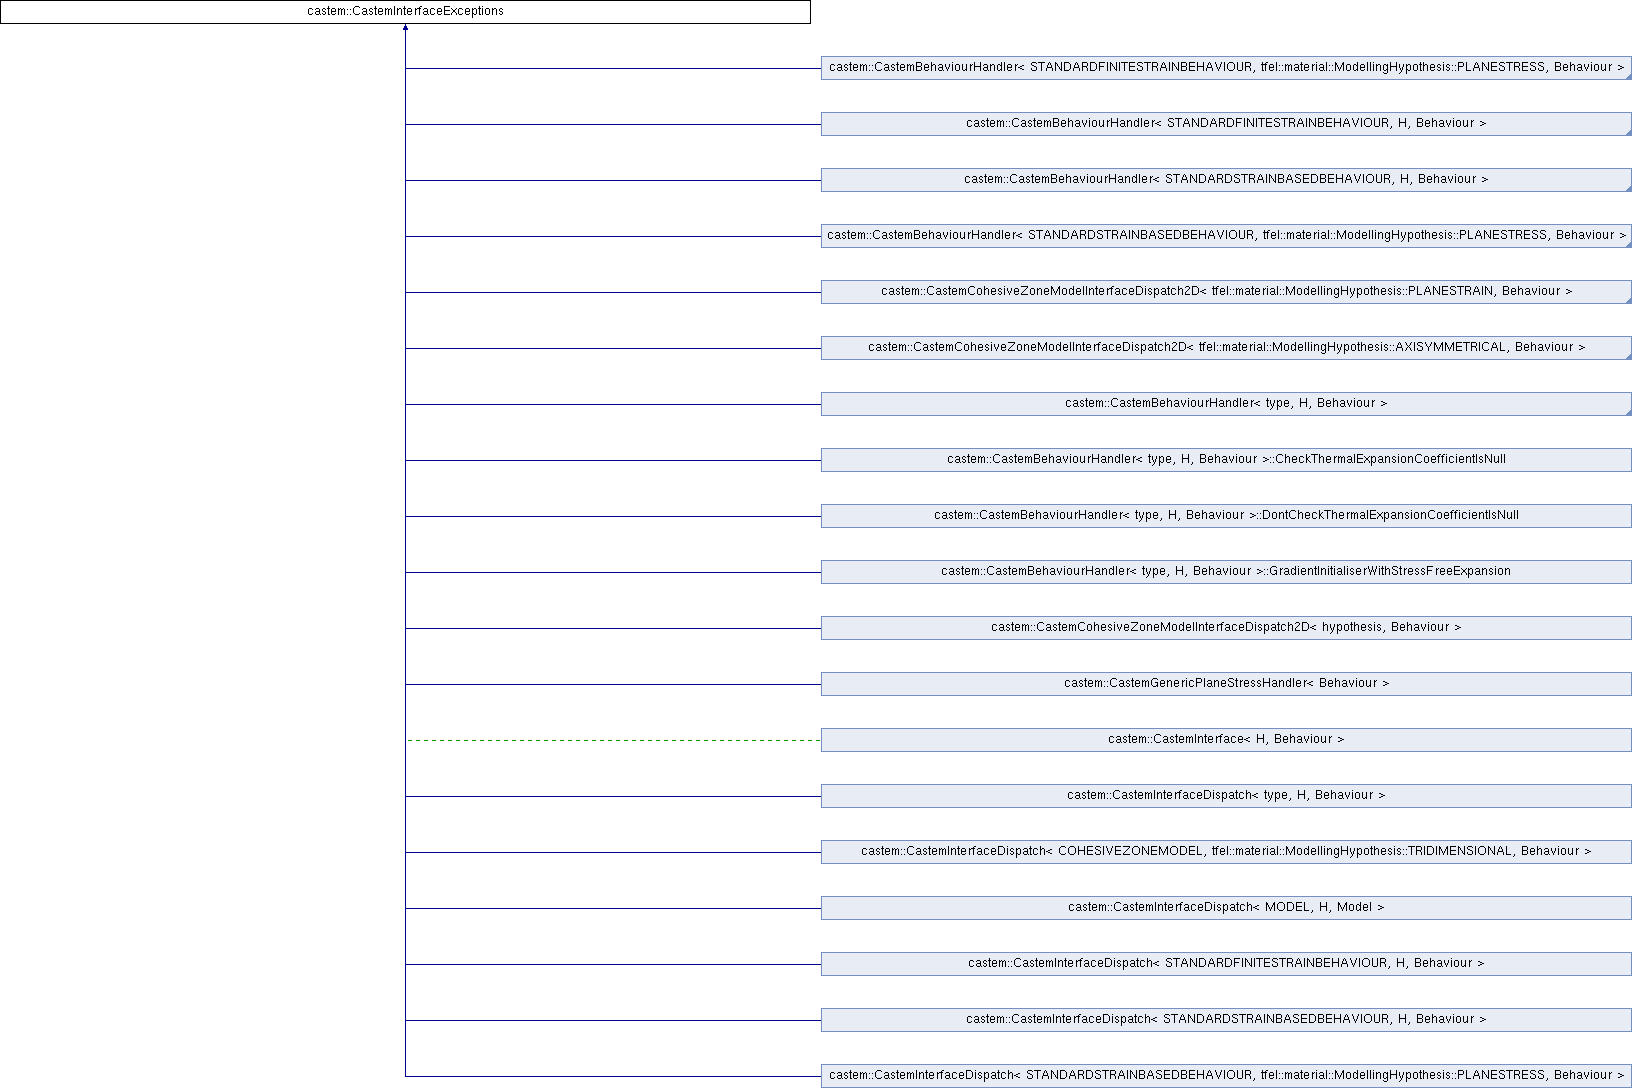 castem::CastemInterfaceExceptions
castem::CastemBehaviourHandler< STANDARDFINITESTRAINBEHAVIOUR, tfel::material::ModellingHypothesis::PLANESTRESS, Behaviour >
castem::CastemBehaviourHandler< STANDARDFINITESTRAINBEHAVIOUR, H, Behaviour >
castem::CastemBehaviourHandler< STANDARDSTRAINBASEDBEHAVIOUR, H, Behaviour >
castem::CastemBehaviourHandler< STANDARDSTRAINBASEDBEHAVIOUR, tfel::material::ModellingHypothesis::PLANESTRESS, Behaviour >
castem::CastemCohesiveZoneModelInterfaceDispatch2D< tfel::material::ModellingHypothesis::PLANESTRAIN, Behaviour >
castem::CastemCohesiveZoneModelInterfaceDispatch2D< tfel::material::ModellingHypothesis::AXISYMMETRICAL, Behaviour >
castem::CastemBehaviourHandler< type, H, Behaviour >
castem::CastemBehaviourHandler< type, H, Behaviour >::CheckThermalExpansionCoefficientIsNull
castem::CastemBehaviourHandler< type, H, Behaviour >::DontCheckThermalExpansionCoefficientIsNull
castem::CastemBehaviourHandler< type, H, Behaviour >::GradientInitialiserWithStressFreeExpansion
castem::CastemCohesiveZoneModelInterfaceDispatch2D< hypothesis, Behaviour >
castem::CastemGenericPlaneStressHandler< Behaviour >
castem::CastemInterface< H, Behaviour >
castem::CastemInterfaceDispatch< type, H, Behaviour >
castem::CastemInterfaceDispatch< COHESIVEZONEMODEL, tfel::material::ModellingHypothesis::TRIDIMENSIONAL, Behaviour >
castem::CastemInterfaceDispatch< MODEL, H, Model >
castem::CastemInterfaceDispatch< STANDARDFINITESTRAINBEHAVIOUR, H, Behaviour >
castem::CastemInterfaceDispatch< STANDARDSTRAINBASEDBEHAVIOUR, H, Behaviour >
castem::CastemInterfaceDispatch< STANDARDSTRAINBASEDBEHAVIOUR, tfel::material::ModellingHypothesis::PLANESTRESS, Behaviour >